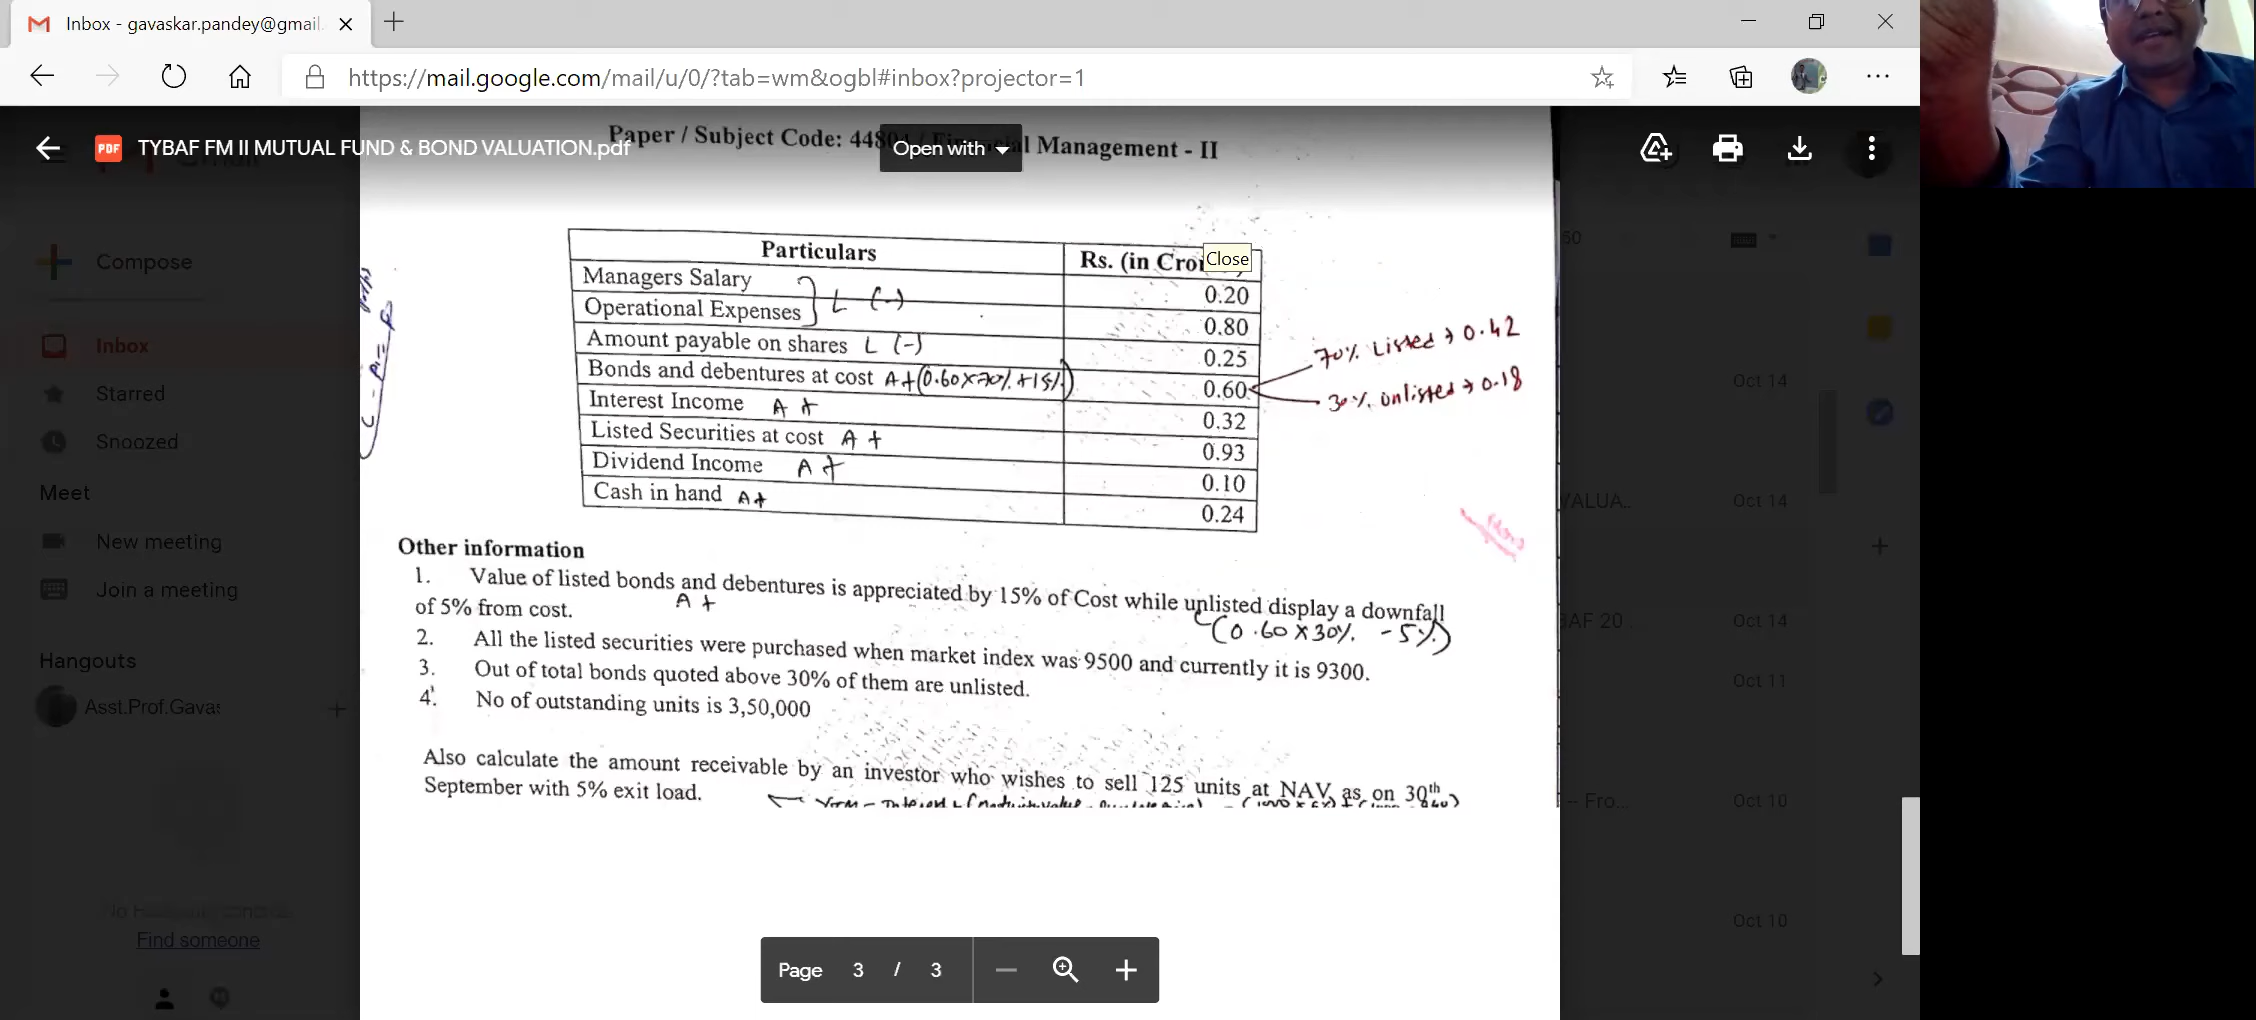 Inbox - gavaskar.pandey@gmail.
https://mail.google.com/mail/u/0/?tab=wm&ogbl#inbox?projector=1
PDF TYBAF FM II MUTUAL FUND & BOND VALUATION.pdf
Paper / Subject Code: 4480
Management - II
Open with
Compose
Inbox
Starred
Snoozed
Meet
New meeting
Join a meeting
Hangouts
Asst.Prof.Gavas
Find someone
Particulars Rs. (in Cro
Close
Managers Salary 0.20
L (-)
Operational Expenses 0.80
Amount payable on shares L (-) 0.25
Bonds and debentures at cost A+(0.60x70%+15%) 0.60
70% Listed → 0.42
30% unlisted → 0.18
Interest Income A + 0.32
Listed Securities at cost A + 0.93
Dividend Income A + 0.10
Cash in hand A+ 0.24
Other information
1. Value of listed bonds and debentures is appreciated by 15% of Cost while unlisted display a downfall
of 5% from cost. A +
(0.60x30% -5%)
2. All the listed securities were purchased when market index was 9500 and currently it is 9300.
3. Out of total bonds quoted above 30% of them are unlisted.
4. No of outstanding units is 3,50,000
Also calculate the amount receivable by an investor who wishes to sell 125 units at NAV as on 30th
September with 5% exit load.
Page 3 / 3
50
Oct 14
VALUA..
Oct 14
BAF 20
Oct 14
Oct 11
-- Fro...
Oct 10
Oct 10